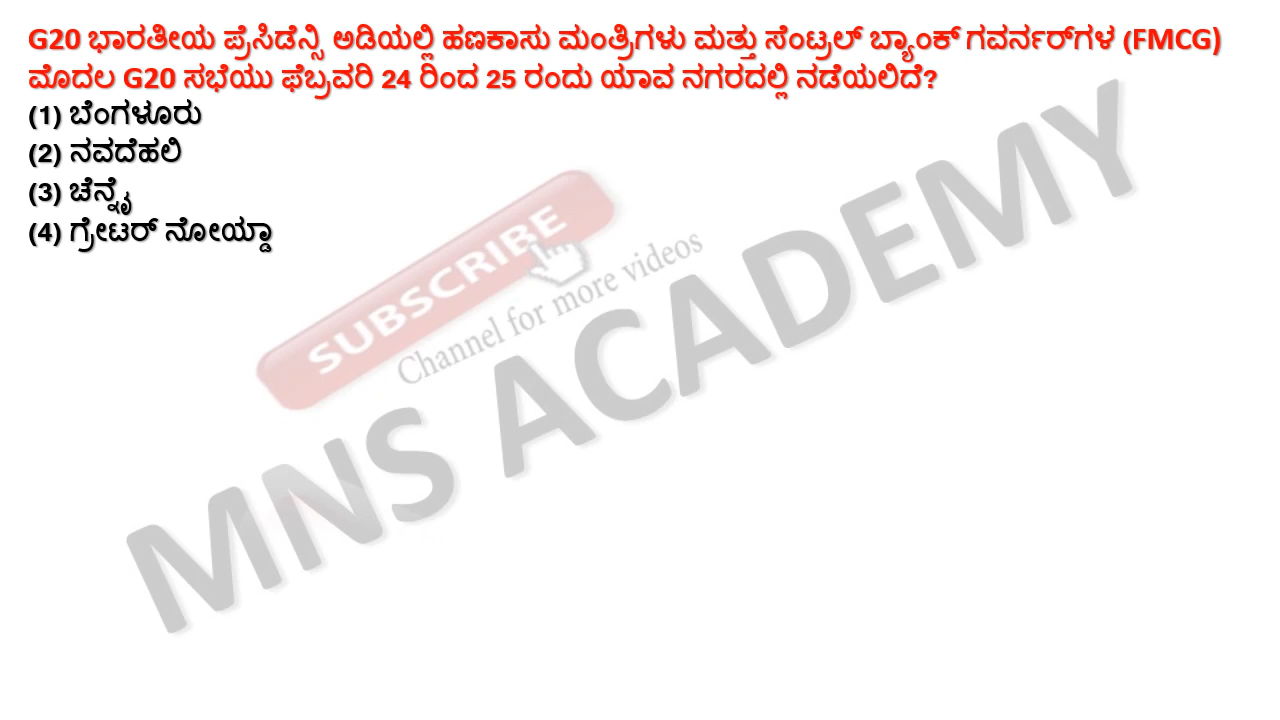 G20 ಭಾರತೀಯ ಪ್ರೆಸಿಡೆನ್ಸಿ ಅಡಿಯಲ್ಲಿ ಹಣಕಾಸು ಮಂತ್ರಿಗಳು ಮತ್ತು ಸೆಂಟ್ರಲ್ ಬ್ಯಾಂಕ್ ಗವರ್ನರ್‌ಗಳ (FMCG)
ಮೊದಲ G20 ಸಭೆಯು ಫೆಬ್ರವರಿ 24 ರಿಂದ 25 ರಂದು ಯಾವ ನಗರದಲ್ಲಿ ನಡೆಯಲಿದೆ?
(1) ಬೆಂಗಳೂರು
(2) ನವದೆಹಲಿ
(3) ಚೆನ್ನೈ
(4) ಗ್ರೇಟರ್ ನೋಯ್ಡಾ
SUBSCRIBE
Channel for more videos
MNS ACADEMY